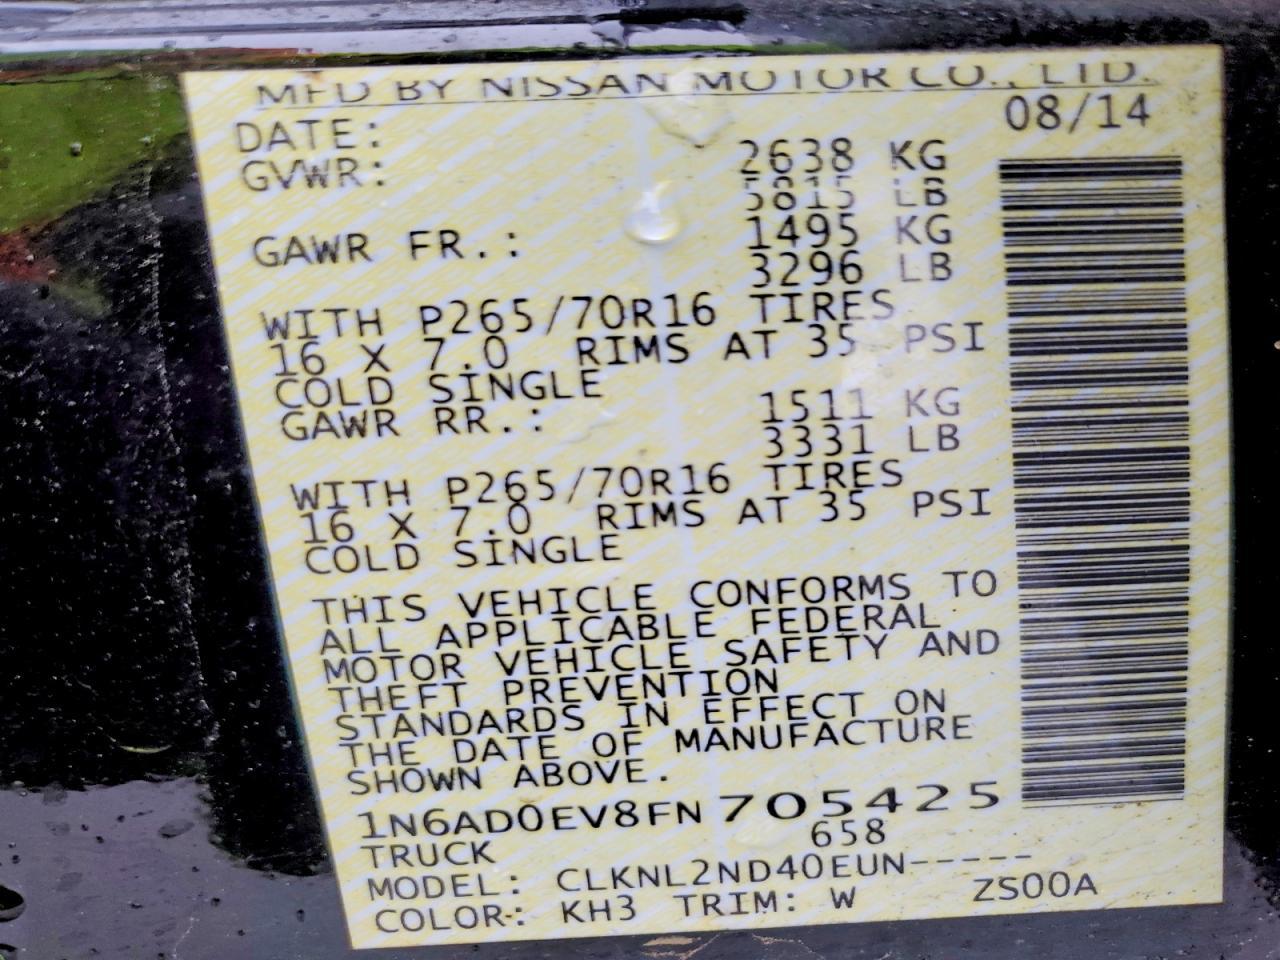 MFD BY NISSAN MOTOR CO., LTD.
DATE: 08/14
GVWR: 2638 KG
5815 LB
GAWR FR.: 1495 KG
3296 LB
WITH P265/70R16 TIRES
16 X 7.0 RIMS AT 35 PSI
COLD SINGLE
GAWR RR.: 1511 KG
3331 LB
WITH P265/70R16 TIRES
16 X 7.0 RIMS AT 35 PSI
COLD SINGLE
THIS VEHICLE CONFORMS TO
ALL APPLICABLE FEDERAL
MOTOR VEHICLE SAFETY AND
THEFT PREVENTION
STANDARDS IN EFFECT ON
THE DATE OF MANUFACTURE
SHOWN ABOVE.
1N6AD0EV8FN705425
TRUCK 658
MODEL: CLKNL2ND40EUN-----
COLOR: KH3 TRIM: W ZS00A